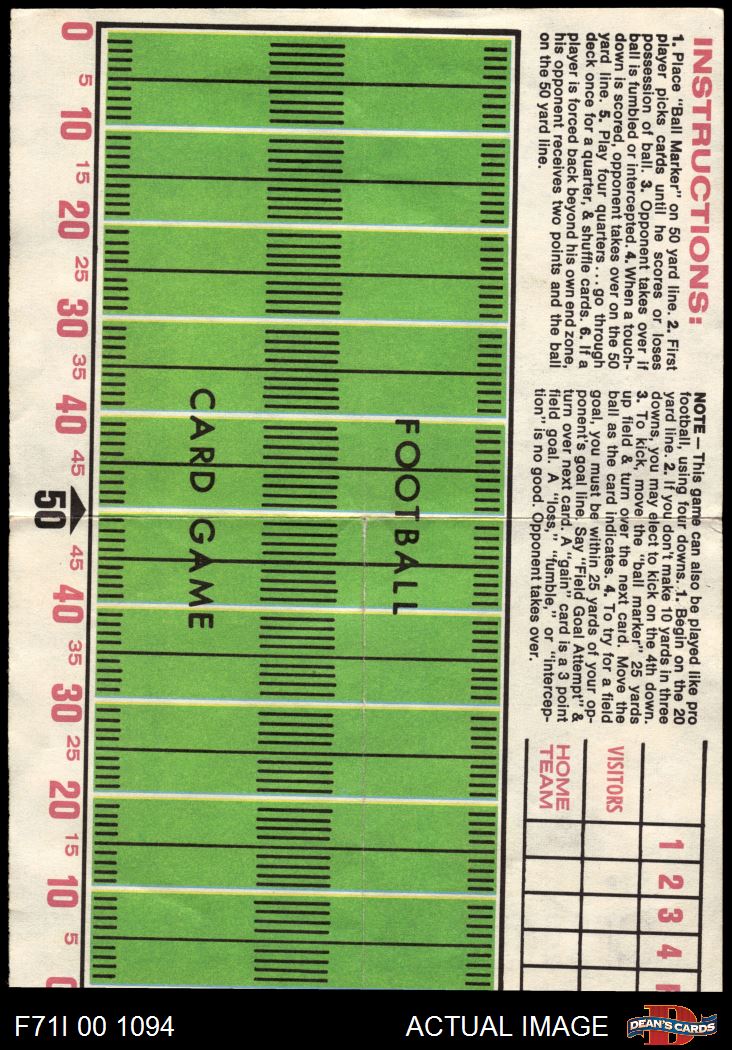 INSTRUCTIONS:
1. Place "Ball Marker" on 50 yard line. 2. First
player picks cards until he scores or loses
possession of ball. 3. Opponent takes over if
ball is fumbled or intercepted. 4. When a touch-
down is scored, opponent takes over on the 50
yard line. 5. Play four quarters... go through
deck once for a quarter, & shuffle cards. 6. If a
player is forced back beyond his own end zone,
his opponent receives two points and the ball
on the 50 yard line.
NOTE— This game can also be played like pro
football, using four downs. 1. Begin on the 20
yard line. 2. If you don't make 10 yards in three
downs, you may elect to kick on the 4th down.
3. To kick, move the "ball marker" 25 yards
up field & turn over the next card. Move the
ball as the card indicates. 4. To try for a field
goal, you must be within 25 yards of your op-
ponent's goal line. Say "Field Goal Attempt" &
turn over next card. A "gain" card is a 3 point
field goal. A "loss," "fumble," or "intercep-
tion" is no good. Opponent takes over.
1 2 3 4
VISITORS
HOME
TEAM
FOOTBALL
CARD GAME
0 5 10 15 20 25 30 35 40 45 50 45 40 35 30 25 20 15 10 5 0
F71I 00 1094
ACTUAL IMAGE
D
DEAN'S CARDS